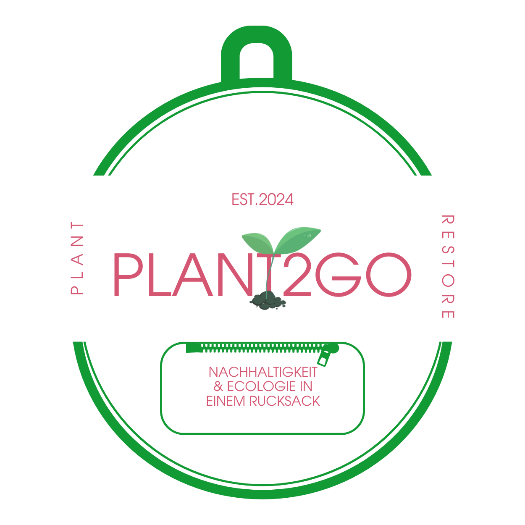 EST.2024
PLANT
PLANT2GO
RESTORE
NACHHALTIGKEIT
& ECOLOGIE IN
EINEM RUCKSACK